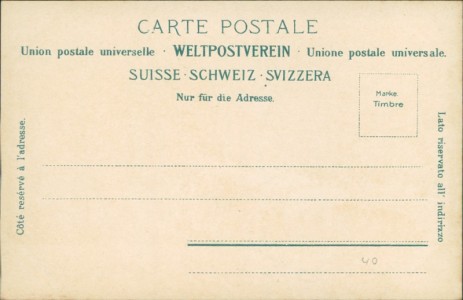 CARTE POSTALE
Union postale universelle · WELTPOSTVEREIN · Unione postale universale.
SUISSE · SCHWEIZ · SVIZZERA
Nur für die Adresse.
Marke.
Timbre
Côté resérvé à l'adresse.
Lato riservato all' indirizzo
40